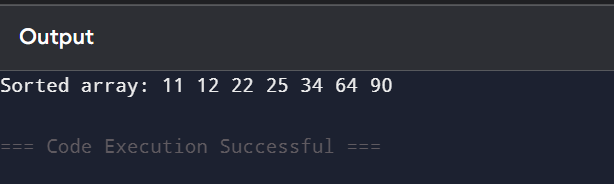 Output
Sorted array: 11 12 22 25 34 64 90
=== Code Execution Successful ===